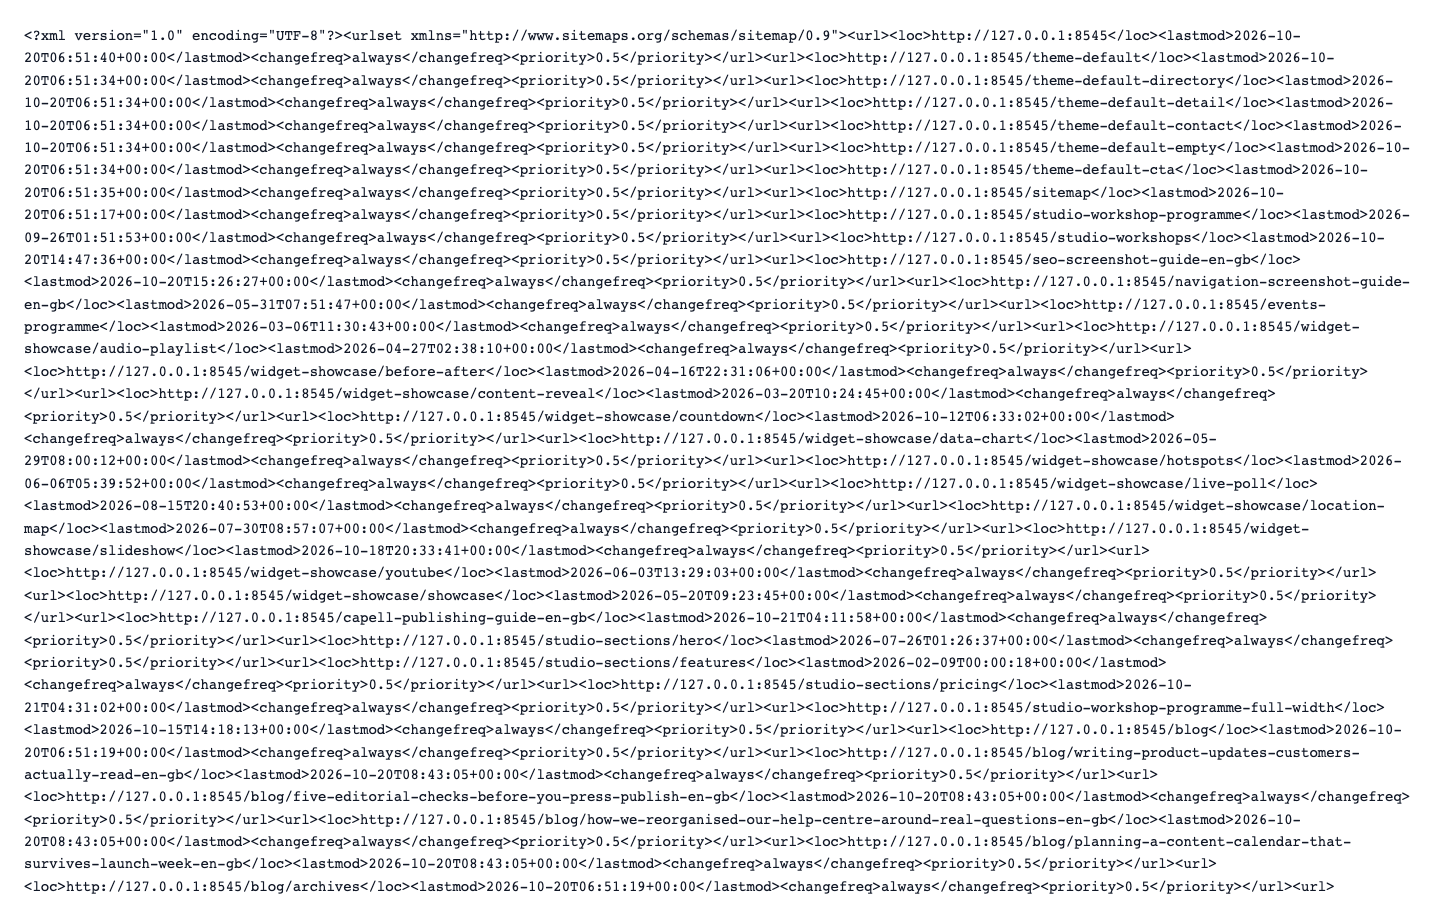 <?xml version="1.0" encoding="UTF-8"?><urlset xmlns="http://www.sitemaps.org/schemas/sitemap/0.9"><url><loc>http://127.0.0.1:8545</loc><lastmod>2026-10-
20T06:51:40+00:00</lastmod><changefreq>always</changefreq><priority>0.5</priority></url><url><loc>http://127.0.0.1:8545/theme-default</loc><lastmod>2026-10-
20T06:51:34+00:00</lastmod><changefreq>always</changefreq><priority>0.5</priority></url><url><loc>http://127.0.0.1:8545/theme-default-directory</loc><lastmod>2026-
10-20T06:51:34+00:00</lastmod><changefreq>always</changefreq><priority>0.5</priority></url><url><loc>http://127.0.0.1:8545/theme-default-detail</loc><lastmod>2026-
10-20T06:51:34+00:00</lastmod><changefreq>always</changefreq><priority>0.5</priority></url><url><loc>http://127.0.0.1:8545/theme-default-contact</loc><lastmod>2026-
10-20T06:51:34+00:00</lastmod><changefreq>always</changefreq><priority>0.5</priority></url><url><loc>http://127.0.0.1:8545/theme-default-empty</loc><lastmod>2026-10-
20T06:51:34+00:00</lastmod><changefreq>always</changefreq><priority>0.5</priority></url><url><loc>http://127.0.0.1:8545/theme-default-cta</loc><lastmod>2026-10-
20T06:51:35+00:00</lastmod><changefreq>always</changefreq><priority>0.5</priority></url><url><loc>http://127.0.0.1:8545/sitemap</loc><lastmod>2026-10-
20T06:51:17+00:00</lastmod><changefreq>always</changefreq><priority>0.5</priority></url><url><loc>http://127.0.0.1:8545/studio-workshop-programme</loc><lastmod>2026-
09-26T01:51:53+00:00</lastmod><changefreq>always</changefreq><priority>0.5</priority></url><url><loc>http://127.0.0.1:8545/studio-workshops</loc><lastmod>2026-10-
20T14:47:36+00:00</lastmod><changefreq>always</changefreq><priority>0.5</priority></url><url><loc>http://127.0.0.1:8545/seo-screenshot-guide-en-gb</loc>
<lastmod>2026-10-20T15:26:27+00:00</lastmod><changefreq>always</changefreq><priority>0.5</priority></url><url><loc>http://127.0.0.1:8545/navigation-screenshot-guide-
en-gb</loc><lastmod>2026-05-31T07:51:47+00:00</lastmod><changefreq>always</changefreq><priority>0.5</priority></url><url><loc>http://127.0.0.1:8545/events-
programme</loc><lastmod>2026-03-06T11:30:43+00:00</lastmod><changefreq>always</changefreq><priority>0.5</priority></url><url><loc>http://127.0.0.1:8545/widget-
showcase/audio-playlist</loc><lastmod>2026-04-27T02:38:10+00:00</lastmod><changefreq>always</changefreq><priority>0.5</priority></url><url>
<loc>http://127.0.0.1:8545/widget-showcase/before-after</loc><lastmod>2026-04-16T22:31:06+00:00</lastmod><changefreq>always</changefreq><priority>0.5</priority>
</url><url><loc>http://127.0.0.1:8545/widget-showcase/content-reveal</loc><lastmod>2026-03-20T10:24:45+00:00</lastmod><changefreq>always</changefreq>
<priority>0.5</priority></url><url><loc>http://127.0.0.1:8545/widget-showcase/countdown</loc><lastmod>2026-10-12T06:33:02+00:00</lastmod>
<changefreq>always</changefreq><priority>0.5</priority></url><url><loc>http://127.0.0.1:8545/widget-showcase/data-chart</loc><lastmod>2026-05-
29T08:00:12+00:00</lastmod><changefreq>always</changefreq><priority>0.5</priority></url><url><loc>http://127.0.0.1:8545/widget-showcase/hotspots</loc><lastmod>2026-
06-06T05:39:52+00:00</lastmod><changefreq>always</changefreq><priority>0.5</priority></url><url><loc>http://127.0.0.1:8545/widget-showcase/live-poll</loc>
<lastmod>2026-08-15T20:40:53+00:00</lastmod><changefreq>always</changefreq><priority>0.5</priority></url><url><loc>http://127.0.0.1:8545/widget-showcase/location-
map</loc><lastmod>2026-07-30T08:57:07+00:00</lastmod><changefreq>always</changefreq><priority>0.5</priority></url><url><loc>http://127.0.0.1:8545/widget-
showcase/slideshow</loc><lastmod>2026-10-18T20:33:41+00:00</lastmod><changefreq>always</changefreq><priority>0.5</priority></url><url>
<loc>http://127.0.0.1:8545/widget-showcase/youtube</loc><lastmod>2026-06-03T13:29:03+00:00</lastmod><changefreq>always</changefreq><priority>0.5</priority></url>
<url><loc>http://127.0.0.1:8545/widget-showcase/showcase</loc><lastmod>2026-05-20T09:23:45+00:00</lastmod><changefreq>always</changefreq><priority>0.5</priority>
</url><url><loc>http://127.0.0.1:8545/capell-publishing-guide-en-gb</loc><lastmod>2026-10-21T04:11:58+00:00</lastmod><changefreq>always</changefreq>
<priority>0.5</priority></url><url><loc>http://127.0.0.1:8545/studio-sections/hero</loc><lastmod>2026-07-26T01:26:37+00:00</lastmod><changefreq>always</changefreq>
<priority>0.5</priority></url><url><loc>http://127.0.0.1:8545/studio-sections/features</loc><lastmod>2026-02-09T00:00:18+00:00</lastmod>
<changefreq>always</changefreq><priority>0.5</priority></url><url><loc>http://127.0.0.1:8545/studio-sections/pricing</loc><lastmod>2026-10-
21T04:31:02+00:00</lastmod><changefreq>always</changefreq><priority>0.5</priority></url><url><loc>http://127.0.0.1:8545/studio-workshop-programme-full-width</loc>
<lastmod>2026-10-15T14:18:13+00:00</lastmod><changefreq>always</changefreq><priority>0.5</priority></url><url><loc>http://127.0.0.1:8545/blog</loc><lastmod>2026-10-
20T06:51:19+00:00</lastmod><changefreq>always</changefreq><priority>0.5</priority></url><url><loc>http://127.0.0.1:8545/blog/writing-product-updates-customers-
actually-read-en-gb</loc><lastmod>2026-10-20T08:43:05+00:00</lastmod><changefreq>always</changefreq><priority>0.5</priority></url><url>
<loc>http://127.0.0.1:8545/blog/five-editorial-checks-before-you-press-publish-en-gb</loc><lastmod>2026-10-20T08:43:05+00:00</lastmod><changefreq>always</changefreq>
<priority>0.5</priority></url><url><loc>http://127.0.0.1:8545/blog/how-we-reorganised-our-help-centre-around-real-questions-en-gb</loc><lastmod>2026-10-
20T08:43:05+00:00</lastmod><changefreq>always</changefreq><priority>0.5</priority></url><url><loc>http://127.0.0.1:8545/blog/planning-a-content-calendar-that-
survives-launch-week-en-gb</loc><lastmod>2026-10-20T08:43:05+00:00</lastmod><changefreq>always</changefreq><priority>0.5</priority></url><url>
<loc>http://127.0.0.1:8545/blog/archives</loc><lastmod>2026-10-20T06:51:19+00:00</lastmod><changefreq>always</changefreq><priority>0.5</priority></url><url>